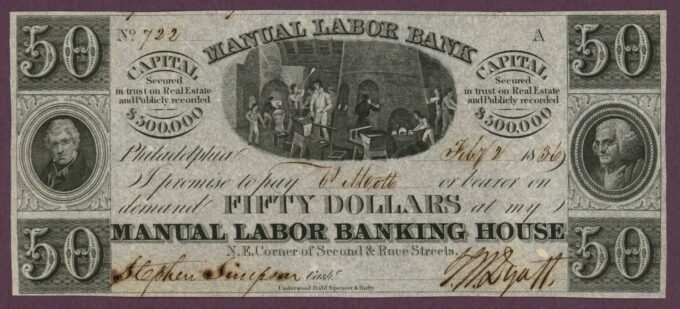 50 50
No. 722 MANUAL LABOR BANK A
CAPITAL
Secured
in trust on Real Estate
and Publicly recorded
$500,000
CAPITAL
Secured
in trust on Real Estate
and Publicly recorded
$500,000
Philadelphia Feby 2 1836
I promise to pay or bearer on
demand FIFTY DOLLARS at my
MANUAL LABOR BANKING HOUSE
N.E. Corner of Second & Race Streets.
50 50
Stephen Simpson Cashr. T.W. Dyott
Underwood Bald Spencer & Hufty